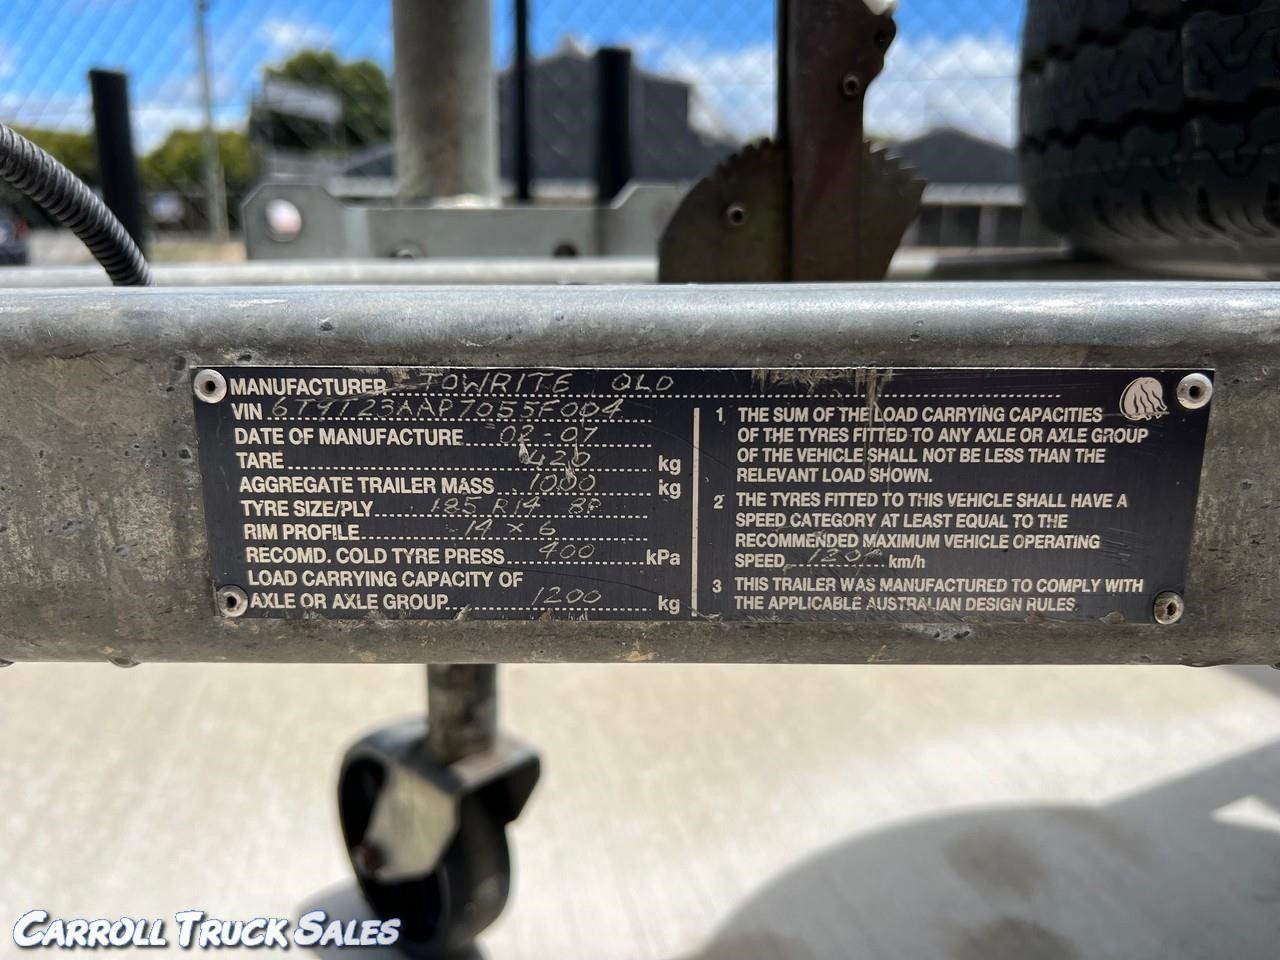 MANUFACTURER TOWRITE QLD
VIN 6T9T23AAP7055F004
DATE OF MANUFACTURE 02-07
TARE 420 kg
AGGREGATE TRAILER MASS 1000 kg
TYRE SIZE/PLY 185 R14 8P
RIM PROFILE 14 x 6
RECOMD. COLD TYRE PRESS 400 kPa
LOAD CARRYING CAPACITY OF
AXLE OR AXLE GROUP 1200 kg
1 THE SUM OF THE LOAD CARRYING CAPACITIES
OF THE TYRES FITTED TO ANY AXLE OR AXLE GROUP
OF THE VEHICLE SHALL NOT BE LESS THAN THE
RELEVANT LOAD SHOWN.
2 THE TYRES FITTED TO THIS VEHICLE SHALL HAVE A
SPEED CATEGORY AT LEAST EQUAL TO THE
RECOMMENDED MAXIMUM VEHICLE OPERATING
SPEED 120 km/h
3 THIS TRAILER WAS MANUFACTURED TO COMPLY WITH
THE APPLICABLE AUSTRALIAN DESIGN RULES
CARROLL TRUCK SALES